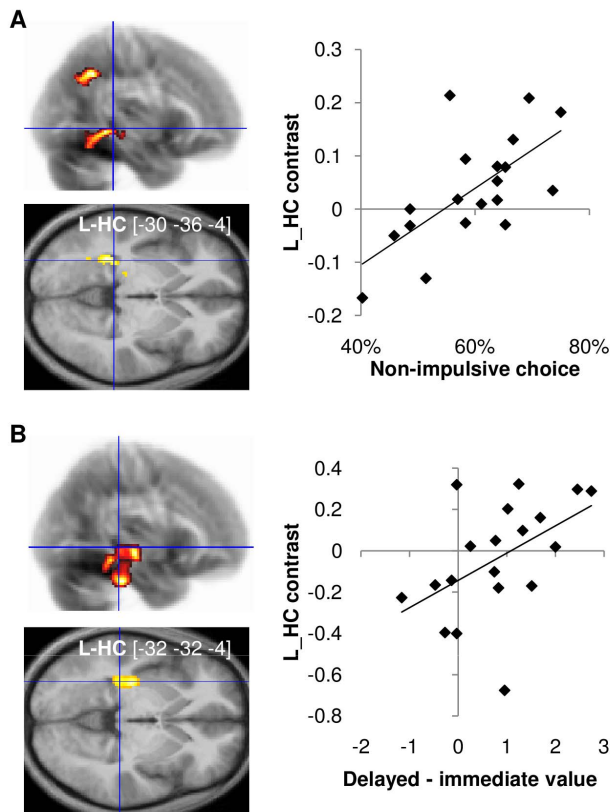 A
L-HC [-30 -36 -4]
L_HC contrast
0.3
0.2
0.1
0
-0.1
-0.2
40%
60%
80%
Non-impulsive choice
B
L-HC [-32 -32 -4]
L_HC contrast
0.4
0.2
0
-0.2
-0.4
-0.6
-0.8
-2
-1
0
1
2
3
Delayed - immediate value